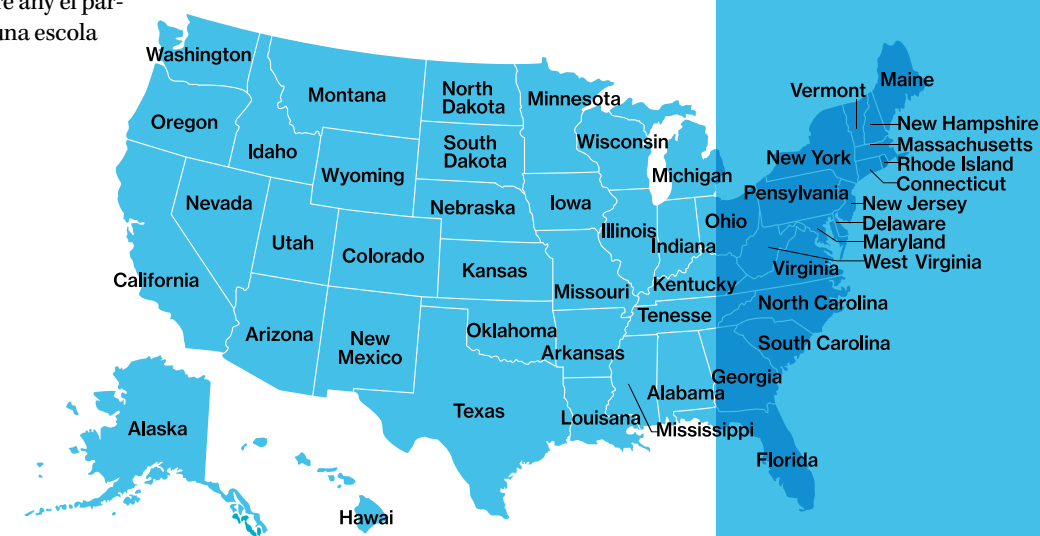 re any el par-
una escola
Washington
Oregon
California
Nevada
Idaho
Montana
Wyoming
Utah
Arizona
Colorado
New
Mexico
North
Dakota
South
Dakota
Nebraska
Kansas
Oklahoma
Texas
Minnesota
Iowa
Missouri
Arkansas
Louisana
Wisconsin
Illinois
Michigan
Indiana
Ohio
Kentucky
Tenesse
Mississippi
Alabama
Georgia
Florida
South Carolina
North Carolina
Virginia
West Virginia
Maryland
Delaware
New Jersey
Pennsylvania
New York
Connecticut
Rhode Island
Massachusetts
New Hampshire
Vermont
Maine
Alaska
Hawai